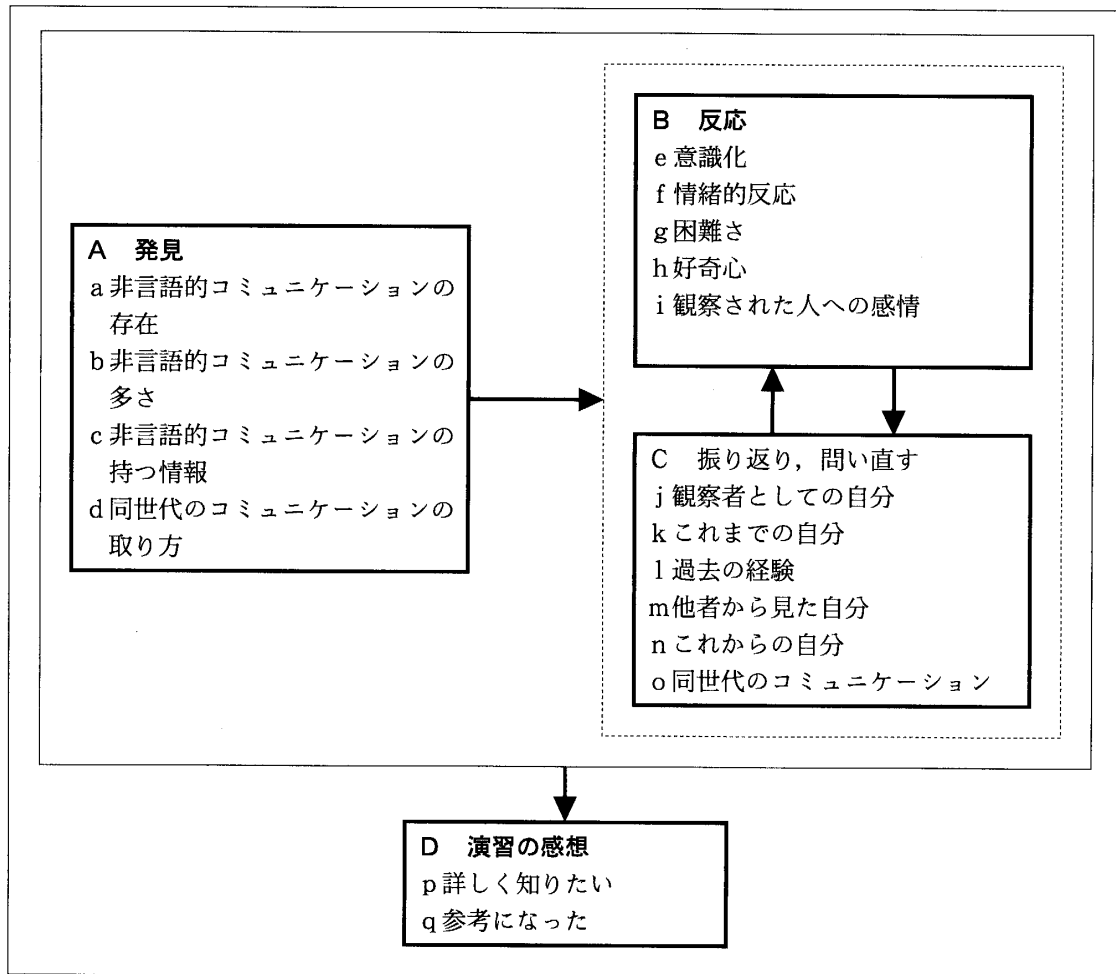 A 発見
a 非言語的コミュニケーションの
存在
b 非言語的コミュニケーションの
多さ
c 非言語的コミュニケーションの
持つ情報
d 同世代のコミュニケーションの
取り方
B 反応
e 意識化
f 情緒的反応
g 困難さ
h 好奇心
i 観察された人への感情
C 振り返り，問い直す
j 観察者としての自分
k これまでの自分
l 過去の経験
m 他者から見た自分
n これからの自分
o 同世代のコミュニケーション
D 演習の感想
p 詳しく知りたい
q 参考になった